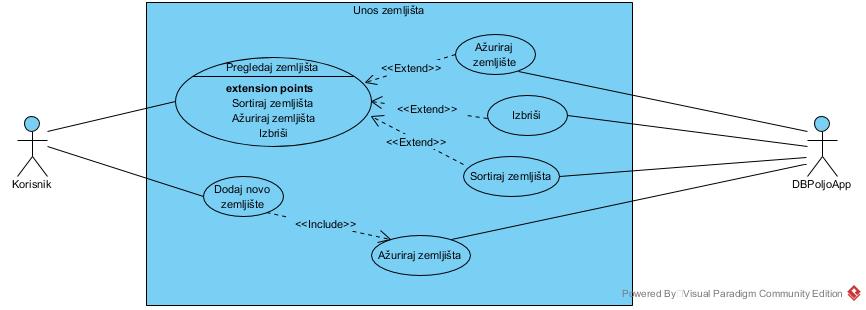 Unos zemljišta
Pregledaj zemljišta
extension points
Sortiraj zemljišta
Ažuriraj zemljišta
Izbriši
<<Extend>>
Ažuriraj
zemljište
<<Extend>>
Izbriši
<<Extend>>
Sortiraj zemljišta
Korisnik
DBPoljoApp
Dodaj novo
zemljište
<<Include>>
Ažuriraj zemljišta
Powered By Visual Paradigm Community Edition